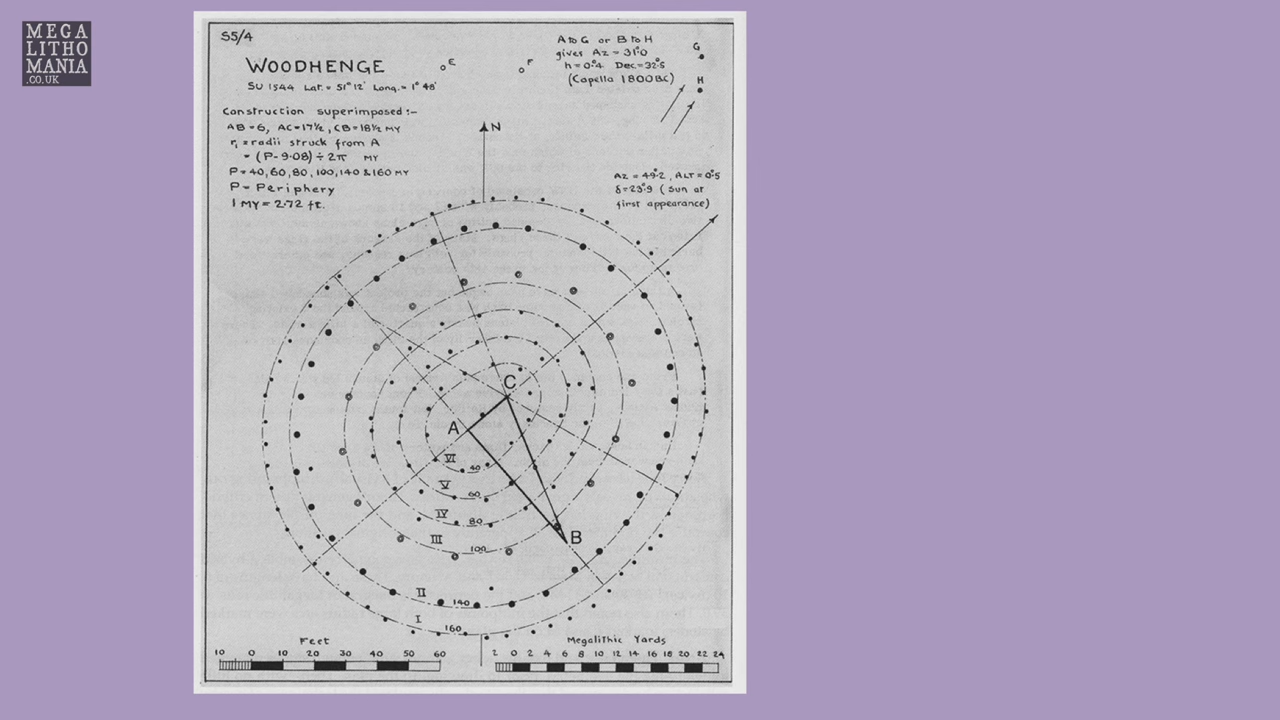 MEGA
LITHO
MANIA
.CO.UK
S5/4
WOODHENGE
SU 1544 Lat. = 51° 12' Long. = 1° 48'
Construction superimposed :-
AB = 6, AC = 17½, CB = 18½ MY
r₁ = radii struck from A
= (P - 9·08) ÷ 2π MY
P = 40, 60, 80, 100, 140 & 160 MY
P = Periphery
1 MY = 2·72 ft.
E
F
A to G or B to H
gives Az = 31°0
h = 0°4 Dec = 32°5
(Capella 1800 BC)
G
H
N
Az = 49°2, ALT = 0°5
δ = 23°9 (Sun at
first appearance)
C
A
B
VI
40
V
60
IV
80
III
100
II
140
I
160
Feet
10 0 10 20 30 40 50 60
Megalithic Yards
2 0 2 4 6 8 10 12 14 16 18 20 22 24